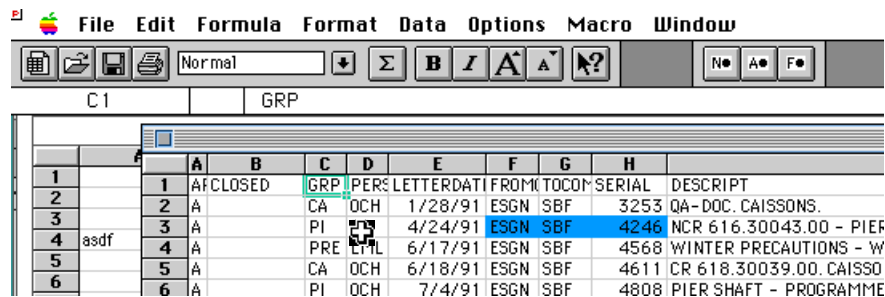 File Edit Formula Format Data Options Macro Window
Normal Σ B I A A ? N A F
C1 GRP
A B C D E F G H
1 CLOSED GRP PERS LETTERDAT FROM TOCOM SERIAL DESCRIPT
2 A CA OCH 1/28/91 ESGN SBF 3253 QA-DOC. CAISSONS.
3 A PI 4/24/91 ESGN SBF 4246 NCR 616.30043.00 - PIER
4 A PRE 6/17/91 ESGN SBF 4568 WINTER PRECAUTIONS - W
5 A CA OCH 6/18/91 ESGN SBF 4611 CR 618.30039.00. CAISSO
6 A PI OCH 7/4/91 ESGN SBF 4808 PIER SHAFT - PROGRAMME
A
1
2
3
4 asdf
5
6